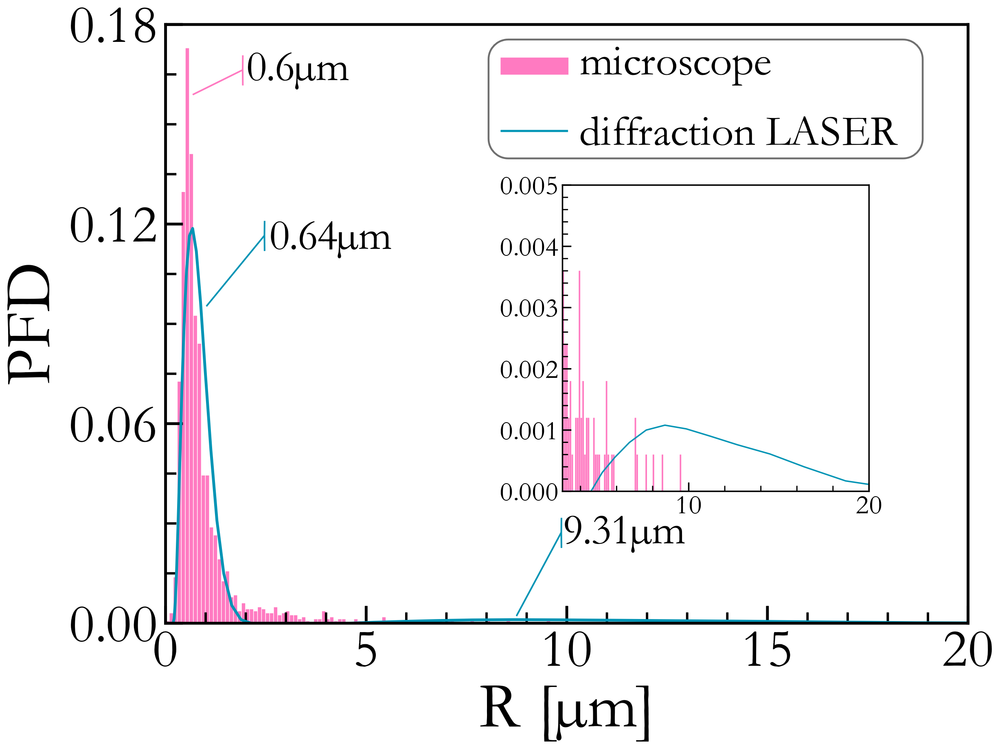 0.18
0.12
0.06
0.00
PFD
0.6μm
0.64μm
microscope
diffraction LASER
0.005
0.004
0.003
0.002
0.001
0.000
10 20
9.31μm
0 5 10 15 20
R [μm]